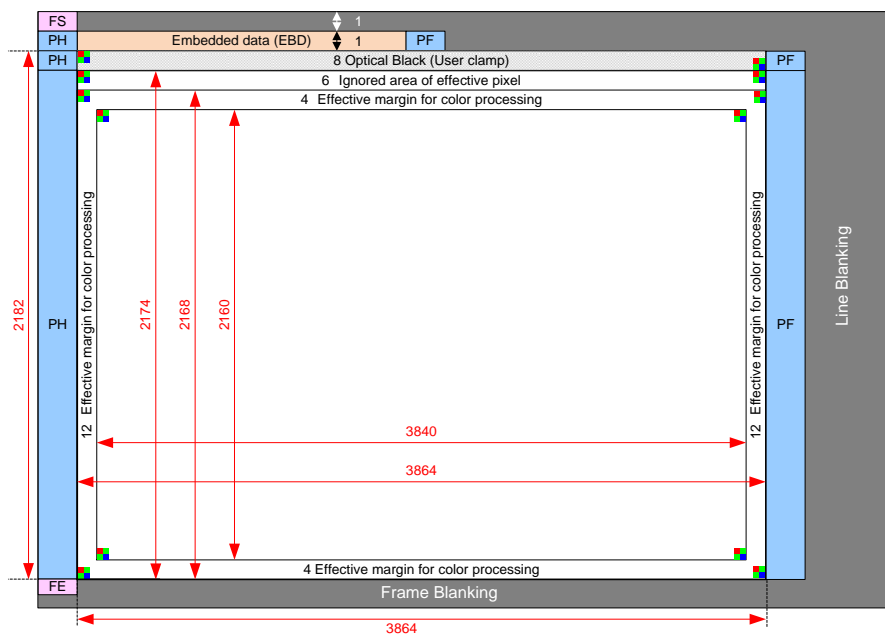 FS
1
PH
Embedded data (EBD)
1
PF
PH
8 Optical Black (User clamp)
PF
6 Ignored area of effective pixel
4 Effective margin for color processing
12 Effective margin for color processing
12 Effective margin for color processing
Line Blanking
2182
PH
2174
2168
2160
PF
3840
3864
4 Effective margin for color processing
FE
Frame Blanking
3864